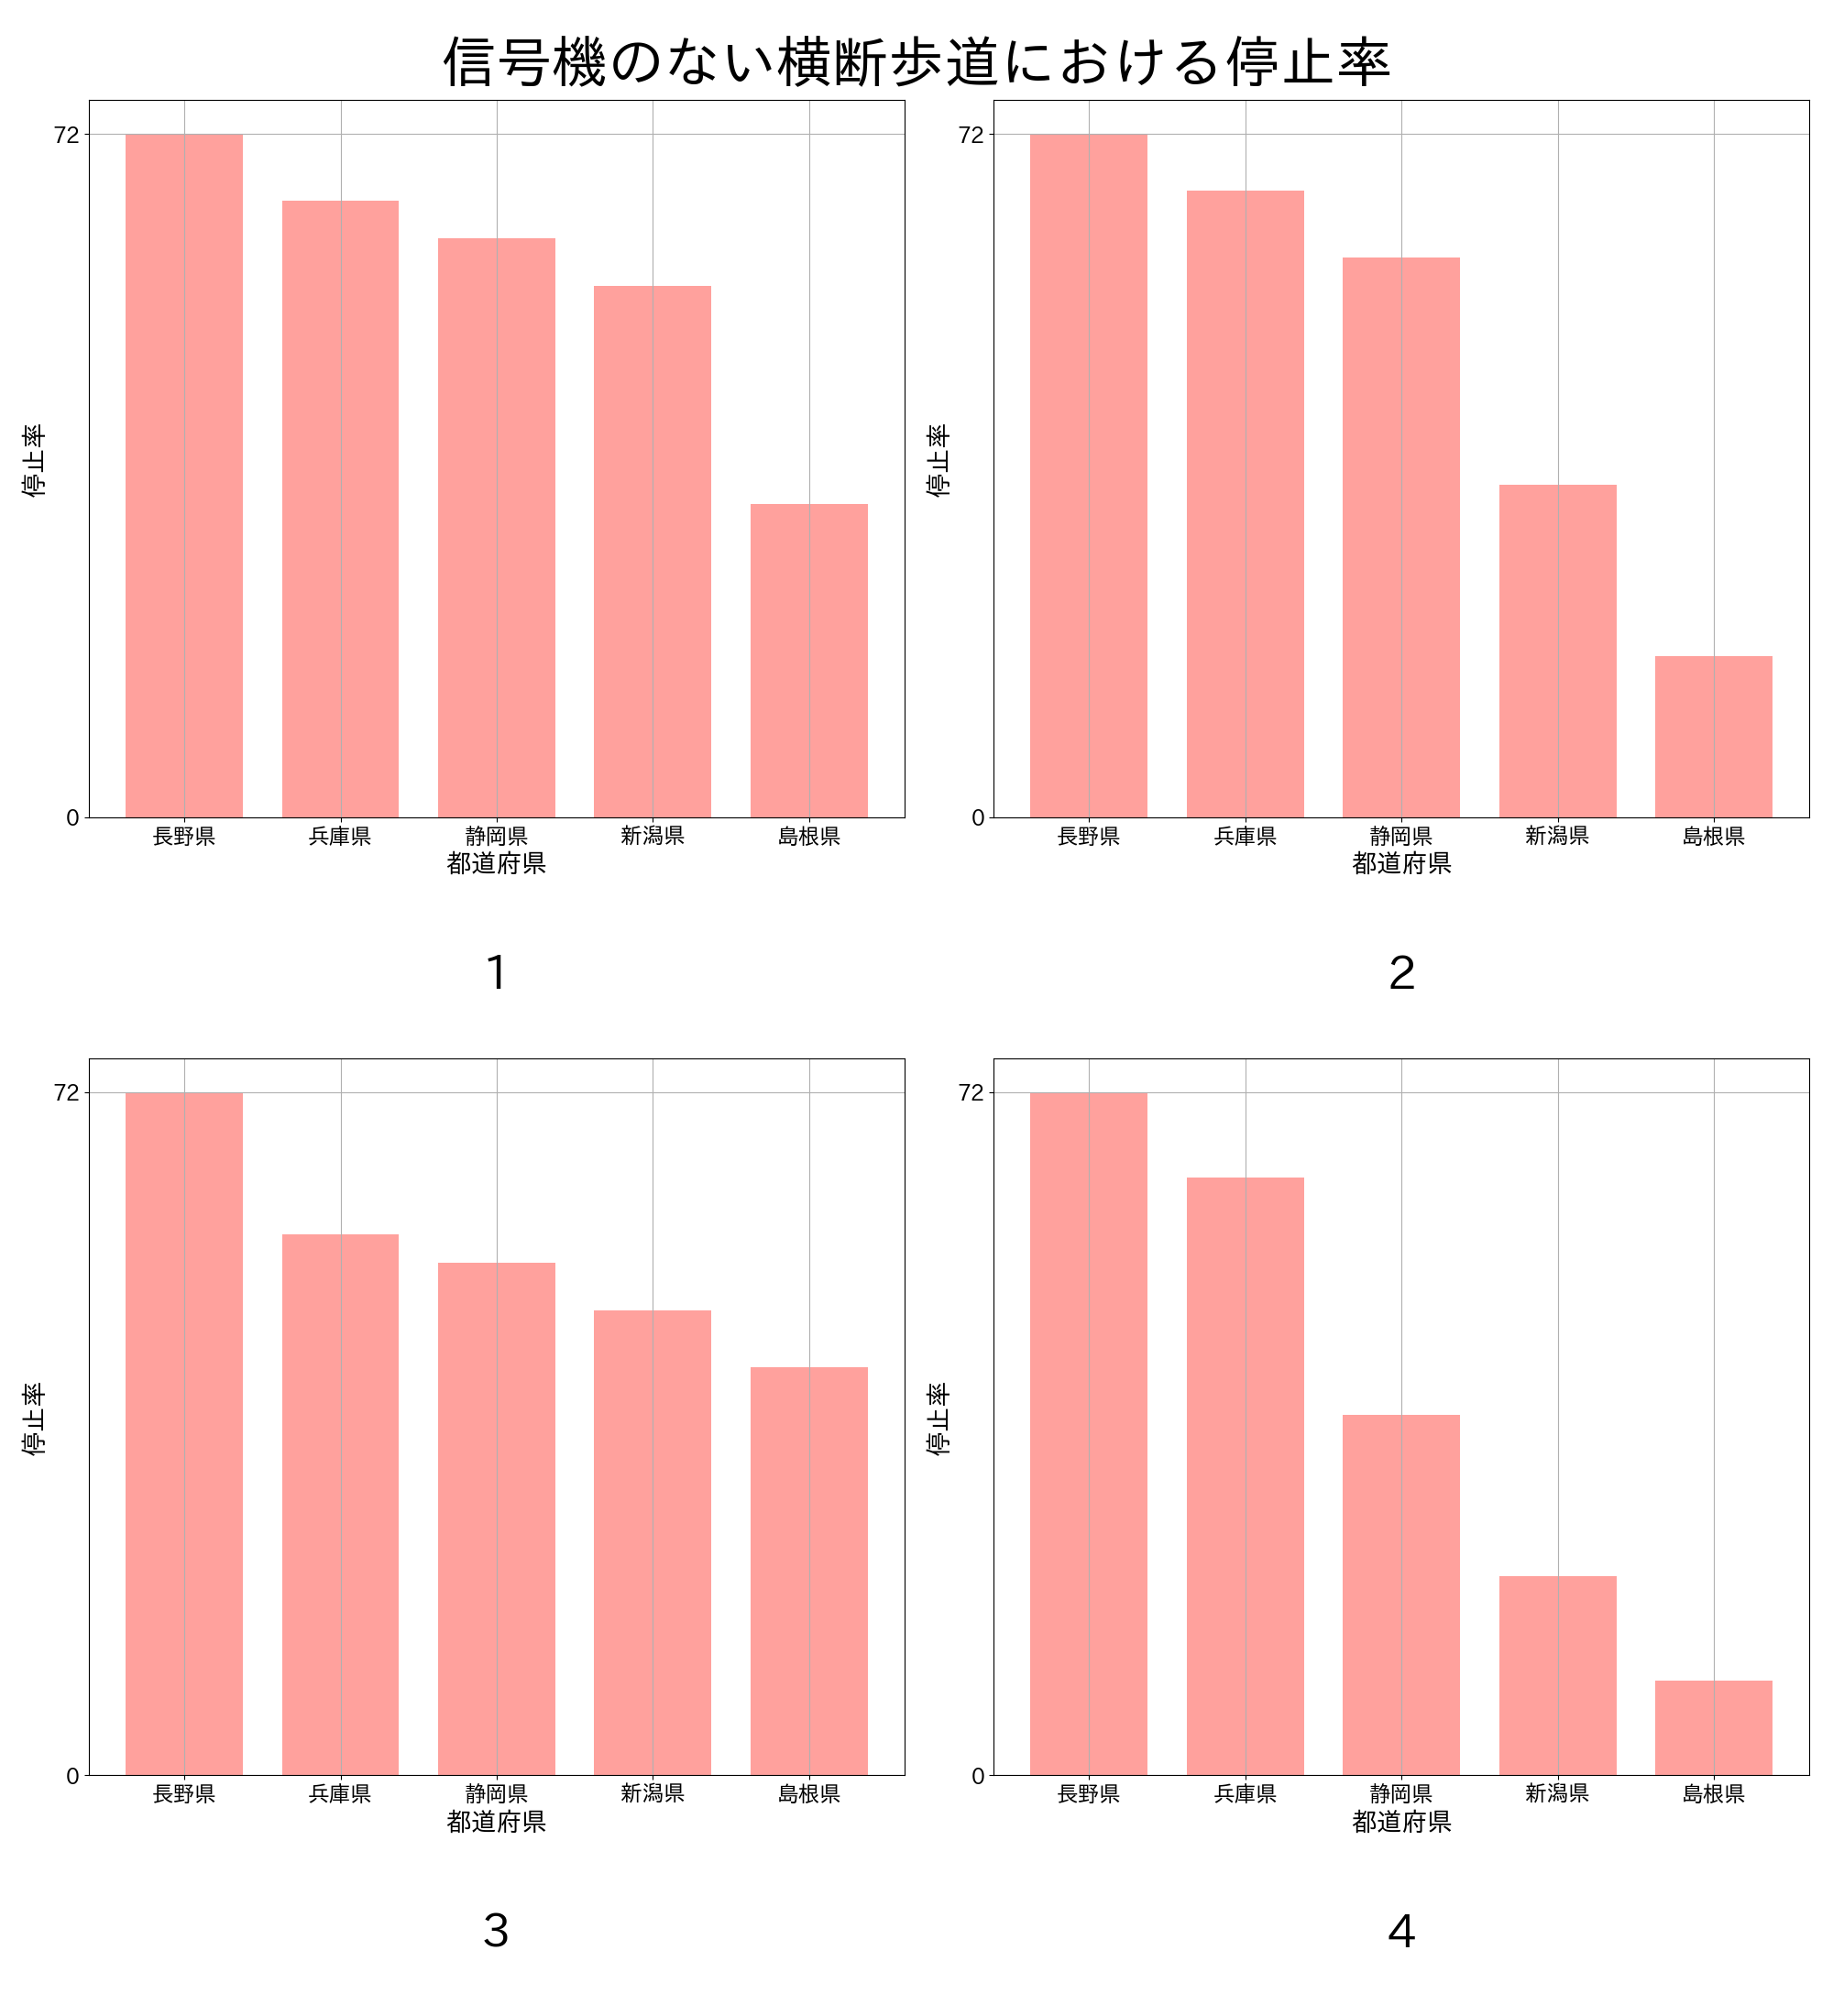 信号機のない横断歩道における停止率
72
0
停止率
長野県 兵庫県 静岡県 新潟県 島根県
都道府県
1
72
0
停止率
長野県 兵庫県 静岡県 新潟県 島根県
都道府県
2
72
0
停止率
長野県 兵庫県 静岡県 新潟県 島根県
都道府県
3
72
0
停止率
長野県 兵庫県 静岡県 新潟県 島根県
都道府県
4